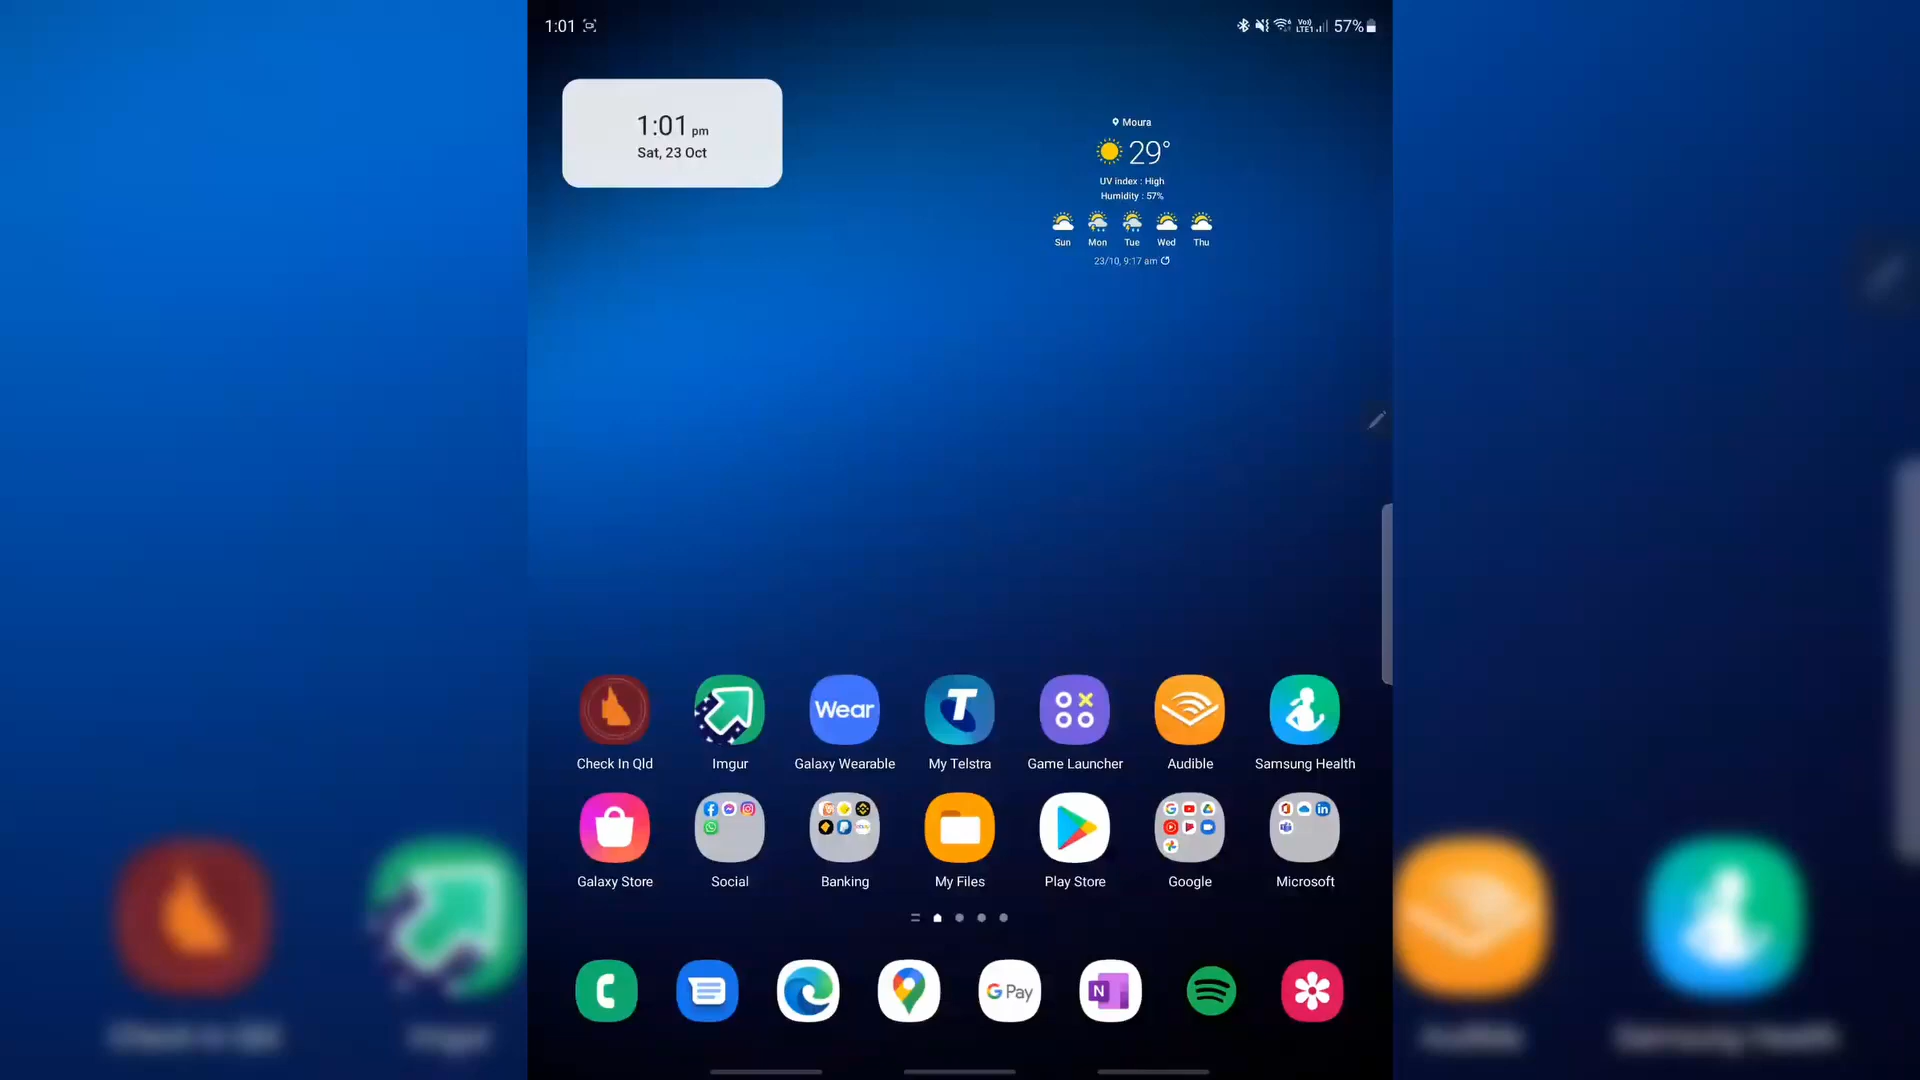 1:01
Vo)) LTE1 57%
1:01 pm
Sat, 23 Oct
Moura
29°
UV index : High
Humidity : 57%
Sun Mon Tue Wed Thu
23/10, 9:17 am
Wear
T
Check In Qld Imgur Galaxy Wearable My Telstra Game Launcher Audible Samsung Health
Galaxy Store Social Banking My Files Play Store Google Microsoft
N
G Pay